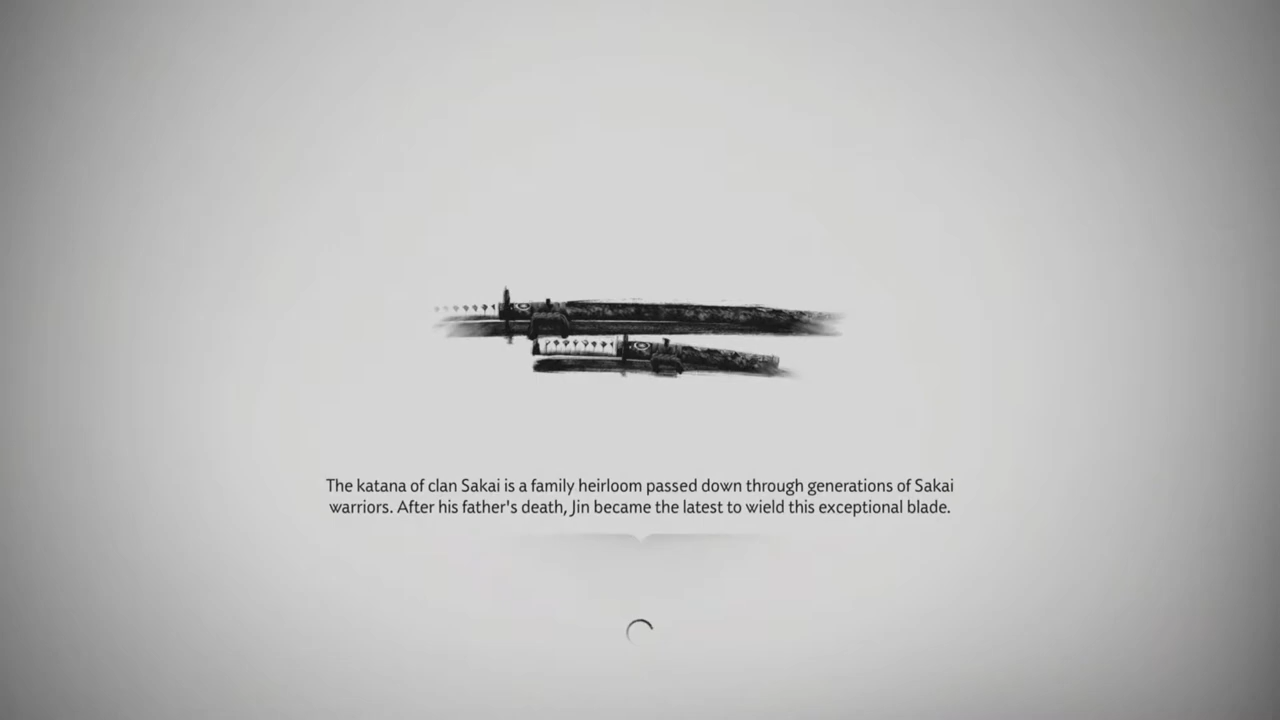 The katana of clan Sakai is a family heirloom passed down through generations of Sakai
warriors. After his father's death, Jin became the latest to wield this exceptional blade.